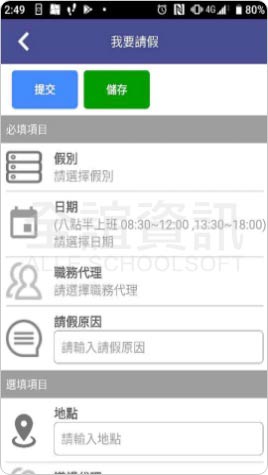 2:49
4G
80%
我要請假
提交
儲存
必填項目
假別
請選擇假別
日期
(八點半上班 08:30~12:00 ,13:30~18:00)
請選擇日期
職務代理
請選擇職務代理
請假原因
請輸入請假原因
選填項目
地點
請輸入地點
全誼資訊
ALLE SCHOOLSOFT